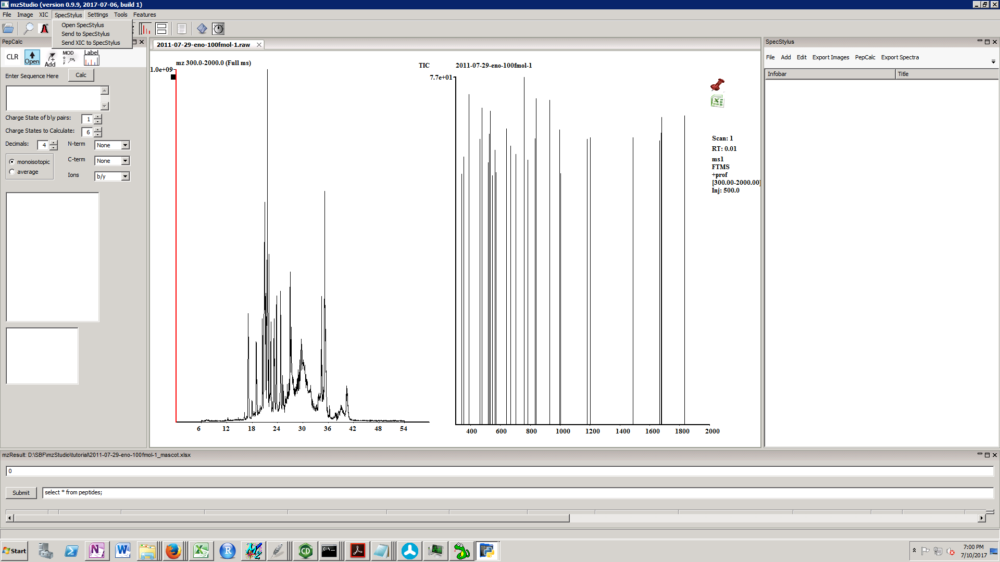 mzStudio (version 0.9.9, 2017-07-06, build 1)
File Image XIC SpecStylus Settings Tools Features
Open SpecStylus
Send to SpecStylus
Send XIC to SpecStylus
PepCalc
CLR
Open
Add
MOD
Label
Enter Sequence Here
Calc
Charge State of b\y pairs:
1
Charge States to Calculate:
6
Decimals:
4
N-term
None
C-term
None
monoisotopic
average
Ions
b/y
2011-07-29-eno-100fmol-1.raw
mz 300.0-2000.0 (Full ms)
TIC
1.0e+09
6 12 18 24 30 36 42 48 54
2011-07-29-eno-100fmol-1
7.7e+01
400 600 800 1000 1200 1400 1600 1800 2000
Scan: 1
RT: 0.01
ms1
FTMS
+prof
[300.00-2000.00]
Inj: 500.0
SpecStylus
File Add Edit Export Images PepCalc Export Spectra
Infobar Title
mzResult: D:\SBF\mzStudio\tutorial\2011-07-29-eno-100fmol-1_mascot.xlsx
0
Submit
select * from peptides;
Start
CD
7:00 PM
7/10/2017